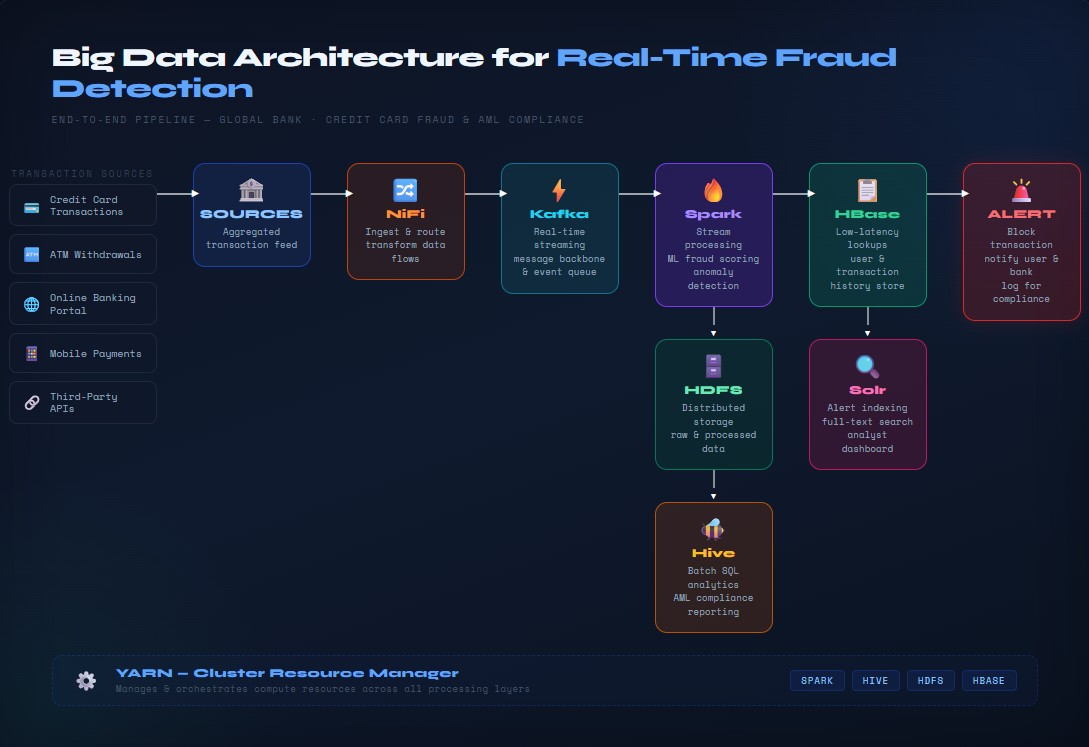 Big Data Architecture for Real-Time Fraud
Detection
END-TO-END PIPELINE — GLOBAL BANK · CREDIT CARD FRAUD & AML COMPLIANCE
TRANSACTION SOURCES
Credit Card
Transactions
ATM Withdrawals
Online Banking
Portal
Mobile Payments
Third-Party
APIs
SOURCES
Aggregated
transaction feed
NiFi
Ingest & route
transform data
flows
Kafka
Real-time
streaming
message backbone
& event queue
Spark
Stream
processing
ML fraud scoring
anomaly
detection
HBase
Low-latency
lookups
user &
transaction
history store
ALERT
Block
transaction
notify user &
bank
log for
compliance
HDFS
Distributed
storage
raw & processed
data
Solr
Alert indexing
full-text search
analyst
dashboard
Hive
Batch SQL
analytics
AML compliance
reporting
YARN — Cluster Resource Manager
Manages & orchestrates compute resources across all processing layers
SPARK
HIVE
HDFS
HBASE